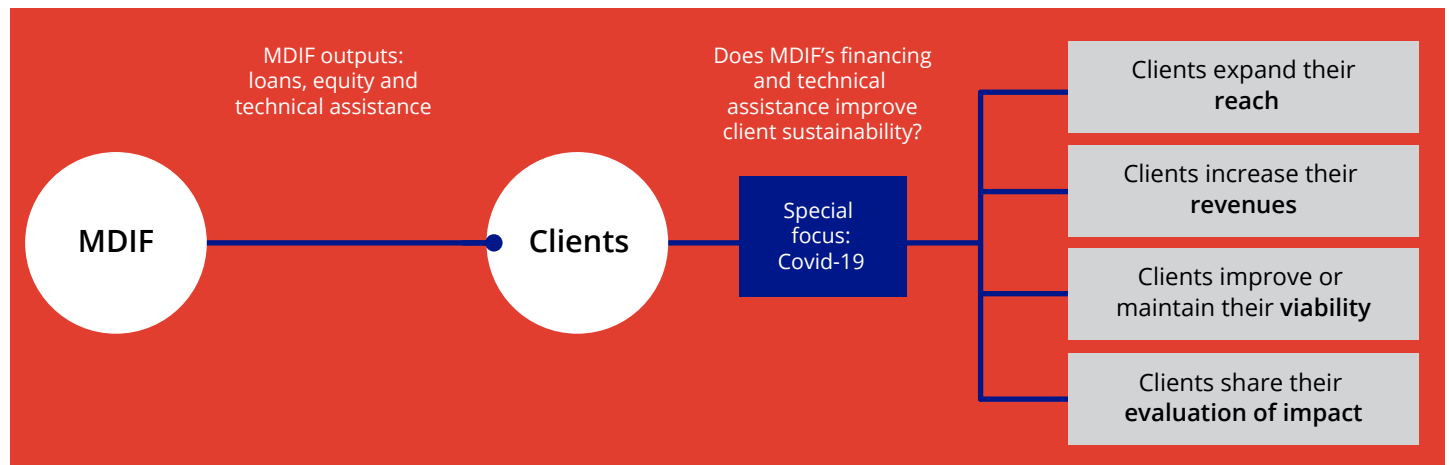 MDIF outputs:
loans, equity and
technical assistance
MDIF
Clients
Does MDIF’s financing
and technical
assistance improve
client sustainability?
Special
focus:
Covid-19
Clients expand their
reach
Clients increase their
revenues
Clients improve or
maintain their viability
Clients share their
evaluation of impact